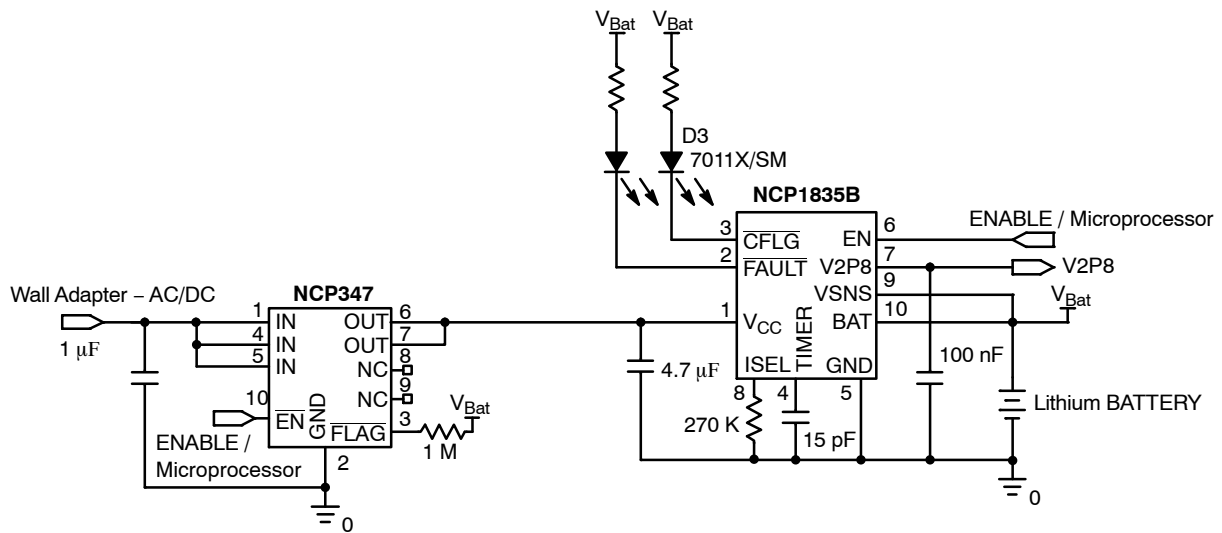 V_Bat V_Bat
D3
7011X/SM
NCP1835B
ENABLE / Microprocessor
3 CFLG EN 6
2 FAULT V2P8 7 V2P8
VSNS 9
1 V_CC TIMER BAT 10 V_Bat
ISEL GND
8 4 5
4.7 μF
270 K
15 pF
100 nF
Lithium BATTERY
0
Wall Adapter – AC/DC
NCP347
1 IN OUT 6
4 IN OUT 7
5 IN NC 8
NC 9
10 EN GND FLAG 3
1 μF
V_Bat
1 M
ENABLE /
Microprocessor
2
0